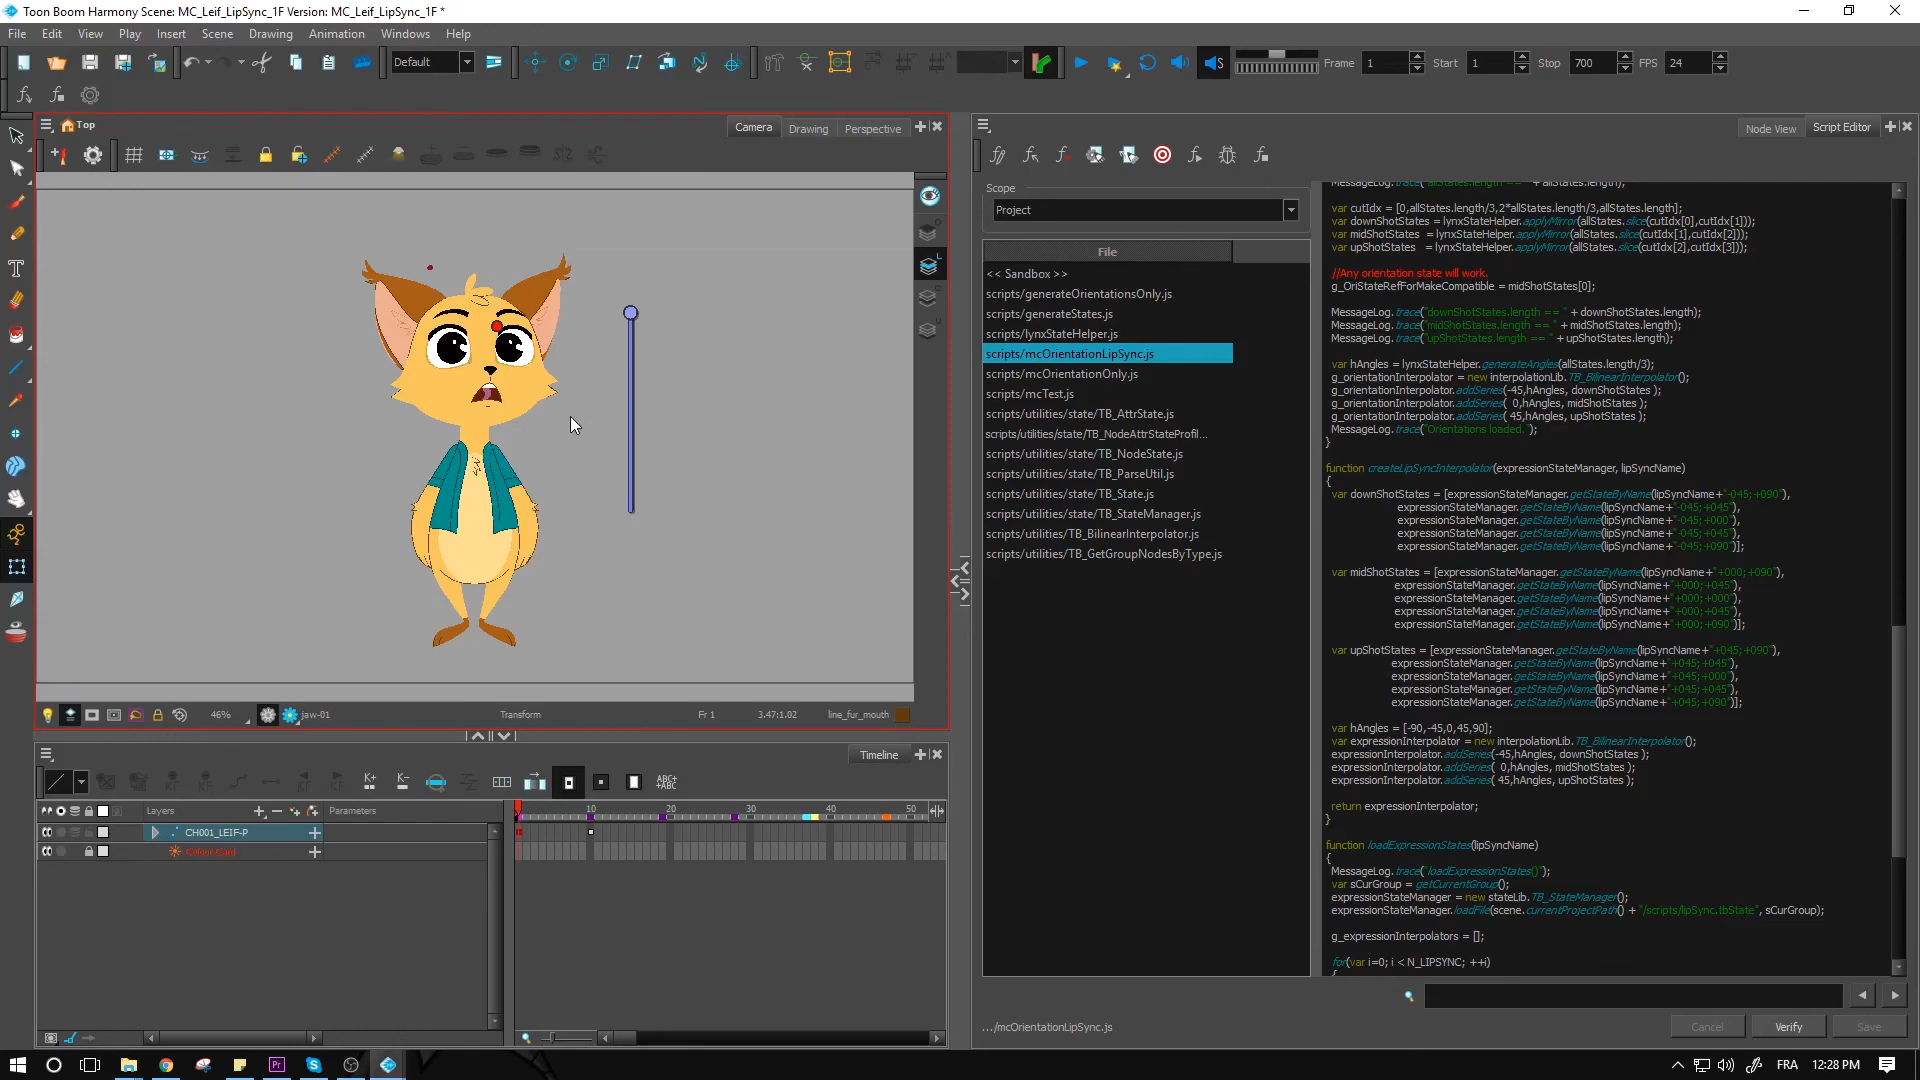 Toon Boom Harmony Scene: MC_Leif_LipSync_1F Version: MC_Leif_LipSync_1F *
File Edit View Play Insert Scene Drawing Animation Windows Help
Default
Frame 1 Start 1 Stop 700 FPS 24
Top
Camera Drawing Perspective
Node View Script Editor
Scope
Project
File
<< Sandbox >>
scripts/generateOrientationsOnly.js
scripts/generateStates.js
scripts/lynxStateHelper.js
scripts/mcOrientationLipSync.js
scripts/mcOrientationOnly.js
scripts/mcTest.js
scripts/utilities/state/TB_AttrState.js
scripts/utilities/state/TB_NodeAttrStateProfil...
scripts/utilities/state/TB_NodeState.js
scripts/utilities/state/TB_ParseUtil.js
scripts/utilities/state/TB_State.js
scripts/utilities/state/TB_StateManager.js
scripts/utilities/TB_BilinearInterpolator.js
scripts/utilities/TB_GetGroupNodesByType.js
MessageLog.trace("allStates.length == " + allStates.length);
var cutIdx = [0,allStates.length/3,2*allStates.length/3,allStates.length];
var downShotStates = lynxStateHelper.applyMirror(allStates.slice(cutIdx[0],cutIdx[1]));
var midShotStates = lynxStateHelper.applyMirror(allStates.slice(cutIdx[1],cutIdx[2]));
var upShotStates = lynxStateHelper.applyMirror(allStates.slice(cutIdx[2],cutIdx[3]));
//Any orientation state will work.
g_OriStateRefForMakeCompatible = midShotStates[0];
MessageLog.trace("downShotStates.length == " + downShotStates.length);
MessageLog.trace("midShotStates.length == " + midShotStates.length);
MessageLog.trace("upShotStates.length == " + upShotStates.length);
var hAngles = lynxStateHelper.generateAngles(allStates.length/3);
g_orientationInterpolator = new interpolationLib.TB_BilinearInterpolator();
g_orientationInterpolator.addSeries(-45,hAngles, downShotStates );
g_orientationInterpolator.addSeries( 0,hAngles, midShotStates );
g_orientationInterpolator.addSeries( 45,hAngles, upShotStates );
MessageLog.trace("Orientations loaded.");
}
function createLipSyncInterpolator(expressionStateManager, lipSyncName)
{
var downShotStates = [expressionStateManager.getStateByName(lipSyncName+"-045;+090"),
expressionStateManager.getStateByName(lipSyncName+"-045;+045"),
expressionStateManager.getStateByName(lipSyncName+"-045;+000"),
expressionStateManager.getStateByName(lipSyncName+"-045;+045"),
expressionStateManager.getStateByName(lipSyncName+"-045;+090")];
var midShotStates = [expressionStateManager.getStateByName(lipSyncName+"+000;+090"),
expressionStateManager.getStateByName(lipSyncName+"+000;+045"),
expressionStateManager.getStateByName(lipSyncName+"+000;+000"),
expressionStateManager.getStateByName(lipSyncName+"+000;+045"),
expressionStateManager.getStateByName(lipSyncName+"+000;+090")];
var upShotStates = [expressionStateManager.getStateByName(lipSyncName+"+045;+090"),
expressionStateManager.getStateByName(lipSyncName+"+045;+045"),
expressionStateManager.getStateByName(lipSyncName+"+045;+000"),
expressionStateManager.getStateByName(lipSyncName+"+045;+045"),
expressionStateManager.getStateByName(lipSyncName+"+045;+090")];
var hAngles = [-90,-45,0,45,90];
var expressionInterpolator = new interpolationLib.TB_BilinearInterpolator();
expressionInterpolator.addSeries(-45,hAngles, downShotStates );
expressionInterpolator.addSeries( 0,hAngles, midShotStates );
expressionInterpolator.addSeries( 45,hAngles, upShotStates );
return expressionInterpolator;
}
function loadExpressionStates(lipSyncName)
{
MessageLog.trace("loadExpressionStates()");
var sCurGroup = getCurrentGroup();
expressionStateManager = new stateLib.TB_StateManager();
expressionStateManager.loadFile(scene.currentProjectPath() + "/scripts/lipSync.tbState", sCurGroup);
g_expressionInterpolators = [];
for(var i=0; i < N_LIPSYNC; ++i)
{
46% jaw-01 Transform Fr 1 3.47:1.02 line_fur_mouth
Timeline
K+ K- ABC+ +ABC
Layers Parameters
10 20 30 40 50
CH001_LEIF-P
Colour-Card
.../mcOrientationLipSync.js
Cancel Verify Save
Pr
FRA 12:28 PM